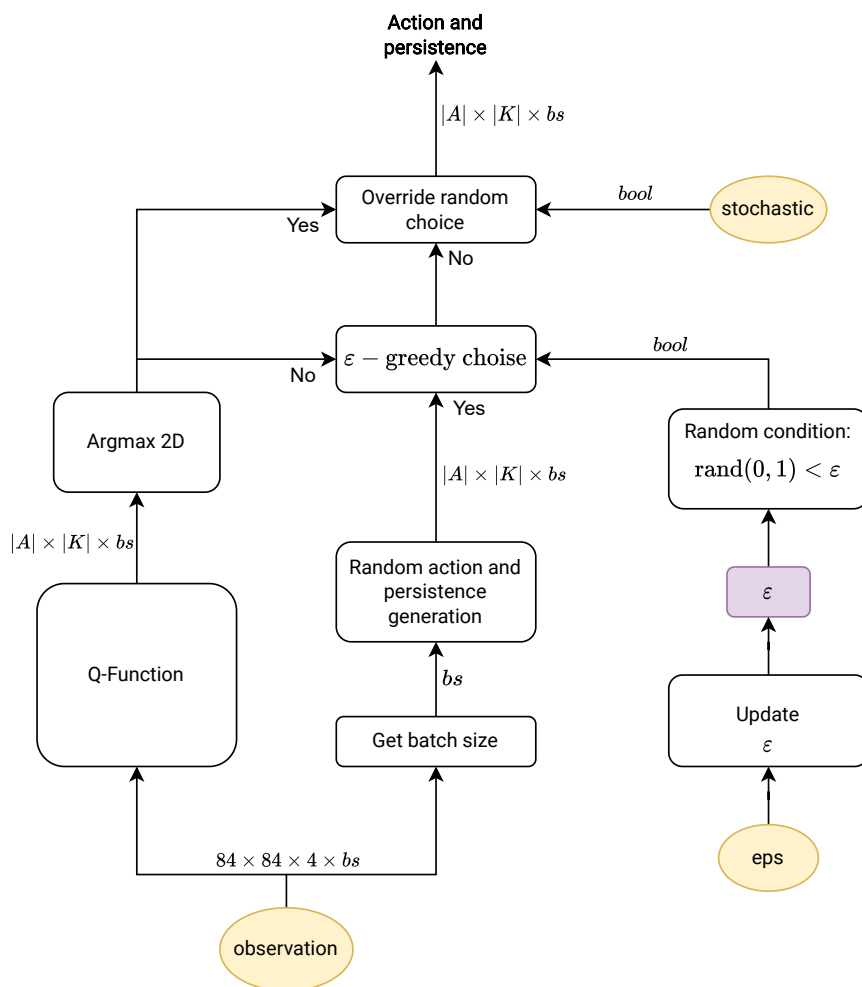 Action and
persistence
|A| × |K| × bs
Override random
choice
bool
stochastic
Yes
No
ε − greedy choise
bool
No
Yes
Argmax 2D
Random condition:
rand(0, 1) < ε
|A| × |K| × bs
|A| × |K| × bs
Random action and
persistence
generation
ε
Q-Function
bs
Update
ε
Get batch size
84 × 84 × 4 × bs
eps
observation